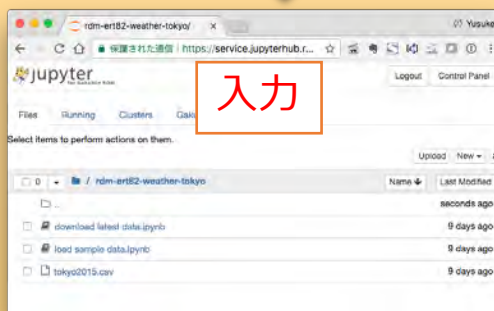 rdm-ert82-weather-tokyo/
Yusuke
保護された通信 https://service.jupyterhub.r...
jupyter
Logout Control Panel
入力
Files Running Clusters
Select items to perform actions on them.
Upload New
0 / rdm-ert82-weather-tokyo Name Last Modified
.. seconds ago
download latest data.ipynb 9 days ago
load sample data.ipynb 9 days ago
tokyo2015.csv 9 days ago